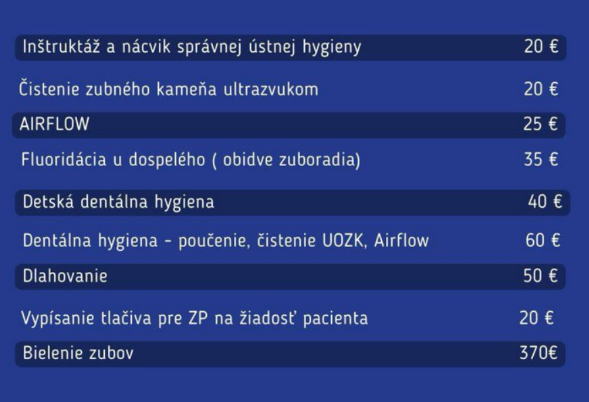 Inštruktáž a nácvik správnej ústnej hygieny 20 €
Čistenie zubného kameňa ultrazvukom 20 €
AIRFLOW 25 €
Fluoridácia u dospelého ( obidve zuboradia) 35 €
Detská dentálna hygiena 40 €
Dentálna hygiena - poučenie, čistenie UOZK, Airflow 60 €
Dlahovanie 50 €
Vypísanie tlačiva pre ZP na žiadosť pacienta 20 €
Bielenie zubov 370€